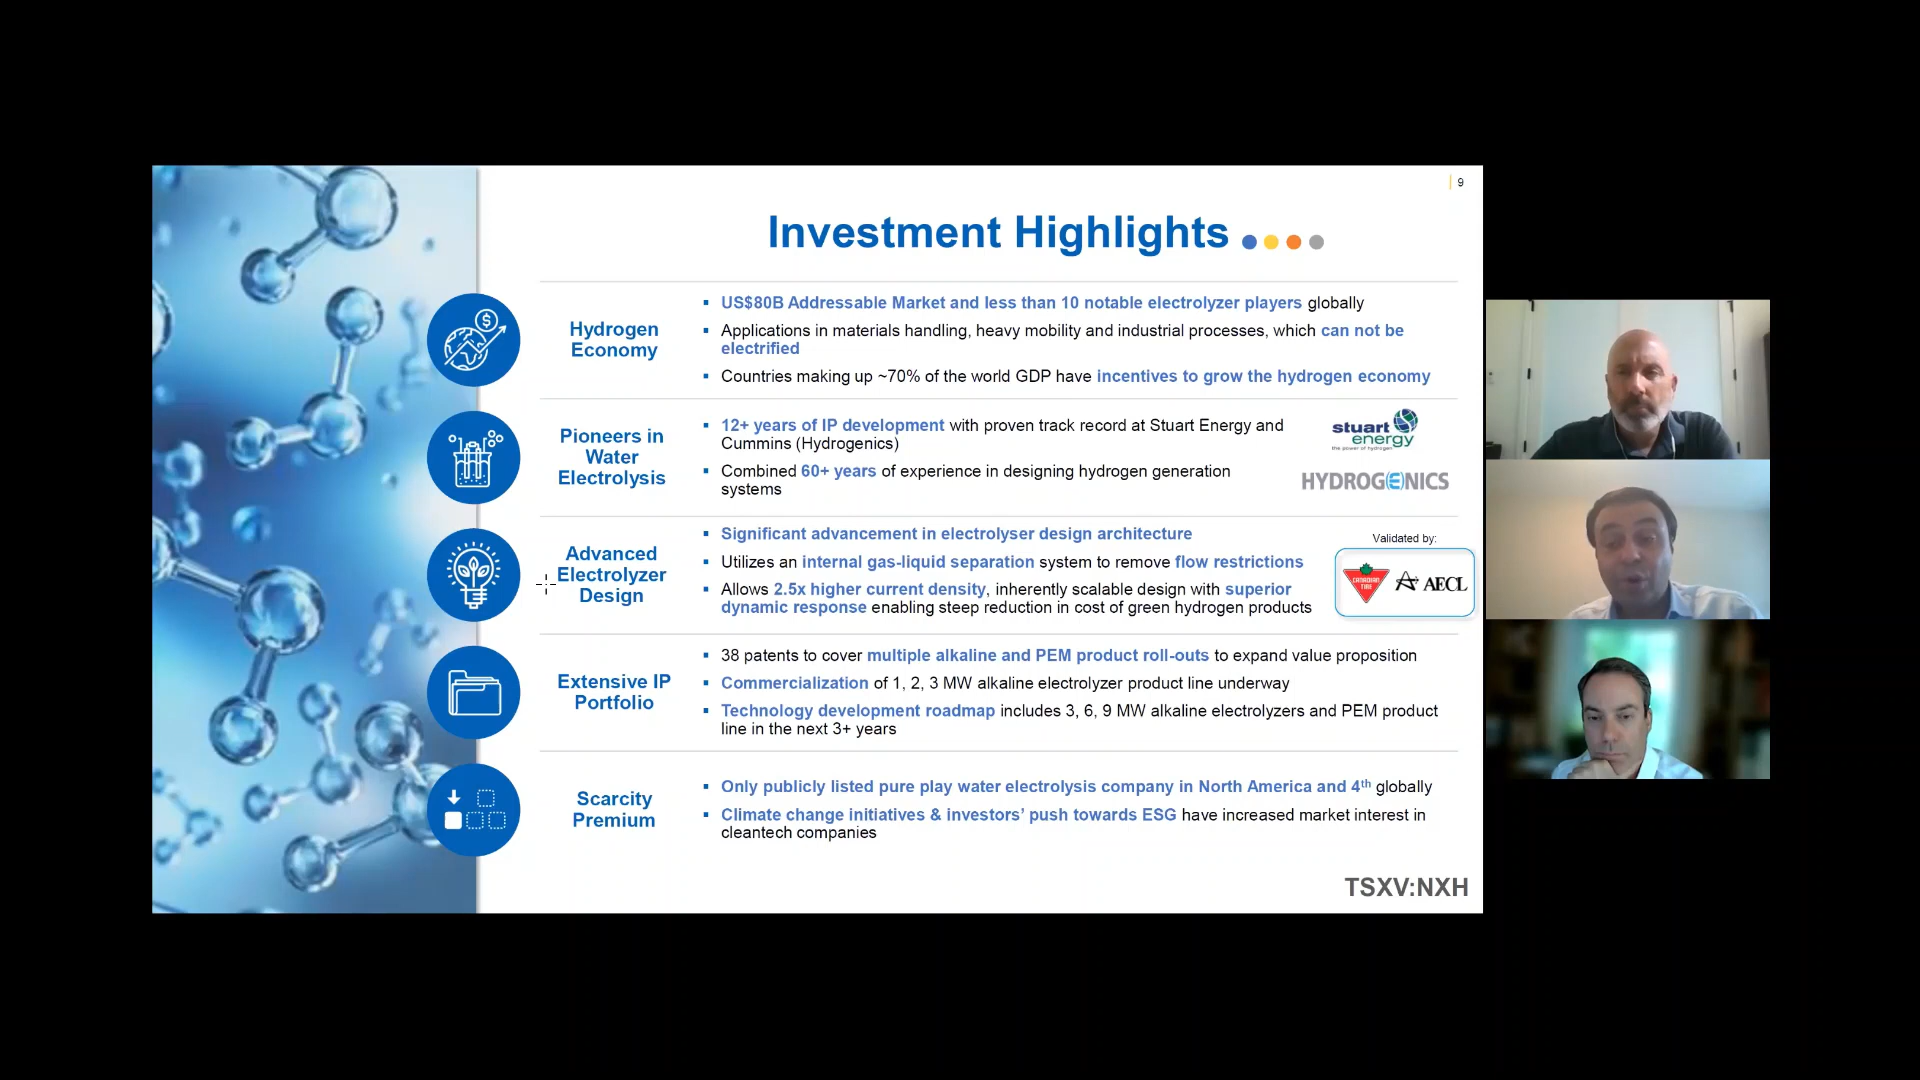 9
Investment Highlights
Hydrogen
Economy
US$80B Addressable Market and less than 10 notable electrolyzer players globally
Applications in materials handling, heavy mobility and industrial processes, which can not be
electrified
Countries making up ~70% of the world GDP have incentives to grow the hydrogen economy
Pioneers in
Water
Electrolysis
12+ years of IP development with proven track record at Stuart Energy and
Cummins (Hydrogenics)
Combined 60+ years of experience in designing hydrogen generation
systems
stuart
energy
the power of hydrogen
HYDROGENICS
Advanced
Electrolyzer
Design
Significant advancement in electrolyser design architecture
Utilizes an internal gas-liquid separation system to remove flow restrictions
Allows 2.5x higher current density, inherently scalable design with superior
dynamic response enabling steep reduction in cost of green hydrogen products
Validated by:
CANADIAN
TIRE
AECL
Extensive IP
Portfolio
38 patents to cover multiple alkaline and PEM product roll-outs to expand value proposition
Commercialization of 1, 2, 3 MW alkaline electrolyzer product line underway
Technology development roadmap includes 3, 6, 9 MW alkaline electrolyzers and PEM product
line in the next 3+ years
Scarcity
Premium
Only publicly listed pure play water electrolysis company in North America and 4th globally
Climate change initiatives & investors’ push towards ESG have increased market interest in
cleantech companies
TSXV:NXH